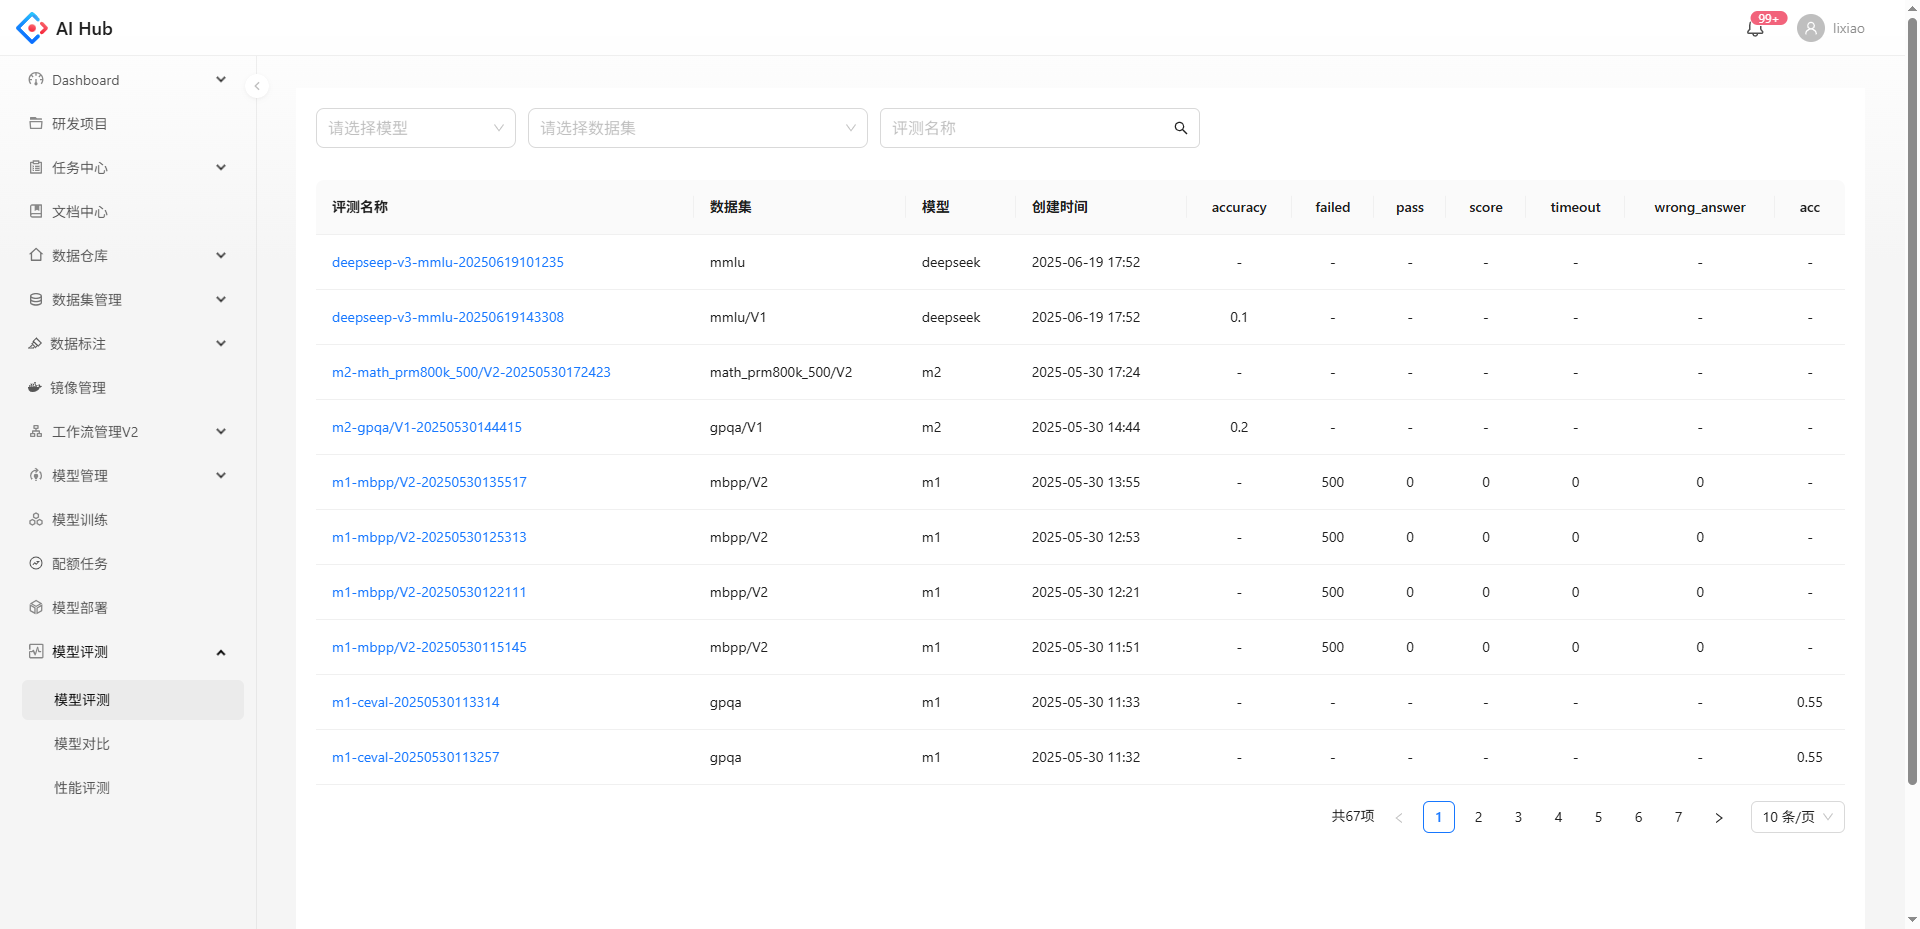 AI Hub
99+
lixiao
Dashboard
研发项目
任务中心
文档中心
数据仓库
数据集管理
数据标注
镜像管理
工作流管理V2
模型管理
模型训练
配额任务
模型部署
模型评测
模型评测
模型对比
性能评测
请选择模型 请选择数据集 评测名称
评测名称 数据集 模型 创建时间 accuracy failed pass score timeout wrong_answer acc
deepseep-v3-mmlu-20250619101235 mmlu deepseek 2025-06-19 17:52 - - - - - - -
deepseep-v3-mmlu-20250619143308 mmlu/V1 deepseek 2025-06-19 17:52 0.1 - - - - - -
m2-math_prm800k_500/V2-20250530172423 math_prm800k_500/V2 m2 2025-05-30 17:24 - - - - - - -
m2-gpqa/V1-20250530144415 gpqa/V1 m2 2025-05-30 14:44 0.2 - - - - - -
m1-mbpp/V2-20250530135517 mbpp/V2 m1 2025-05-30 13:55 - 500 0 0 0 0 -
m1-mbpp/V2-20250530125313 mbpp/V2 m1 2025-05-30 12:53 - 500 0 0 0 0 -
m1-mbpp/V2-20250530122111 mbpp/V2 m1 2025-05-30 12:21 - 500 0 0 0 0 -
m1-mbpp/V2-20250530115145 mbpp/V2 m1 2025-05-30 11:51 - 500 0 0 0 0 -
m1-ceval-20250530113314 gpqa m1 2025-05-30 11:33 - - - - - - 0.55
m1-ceval-20250530113257 gpqa m1 2025-05-30 11:32 - - - - - - 0.55
共67项 < 1 2 3 4 5 6 7 > 10 条/页